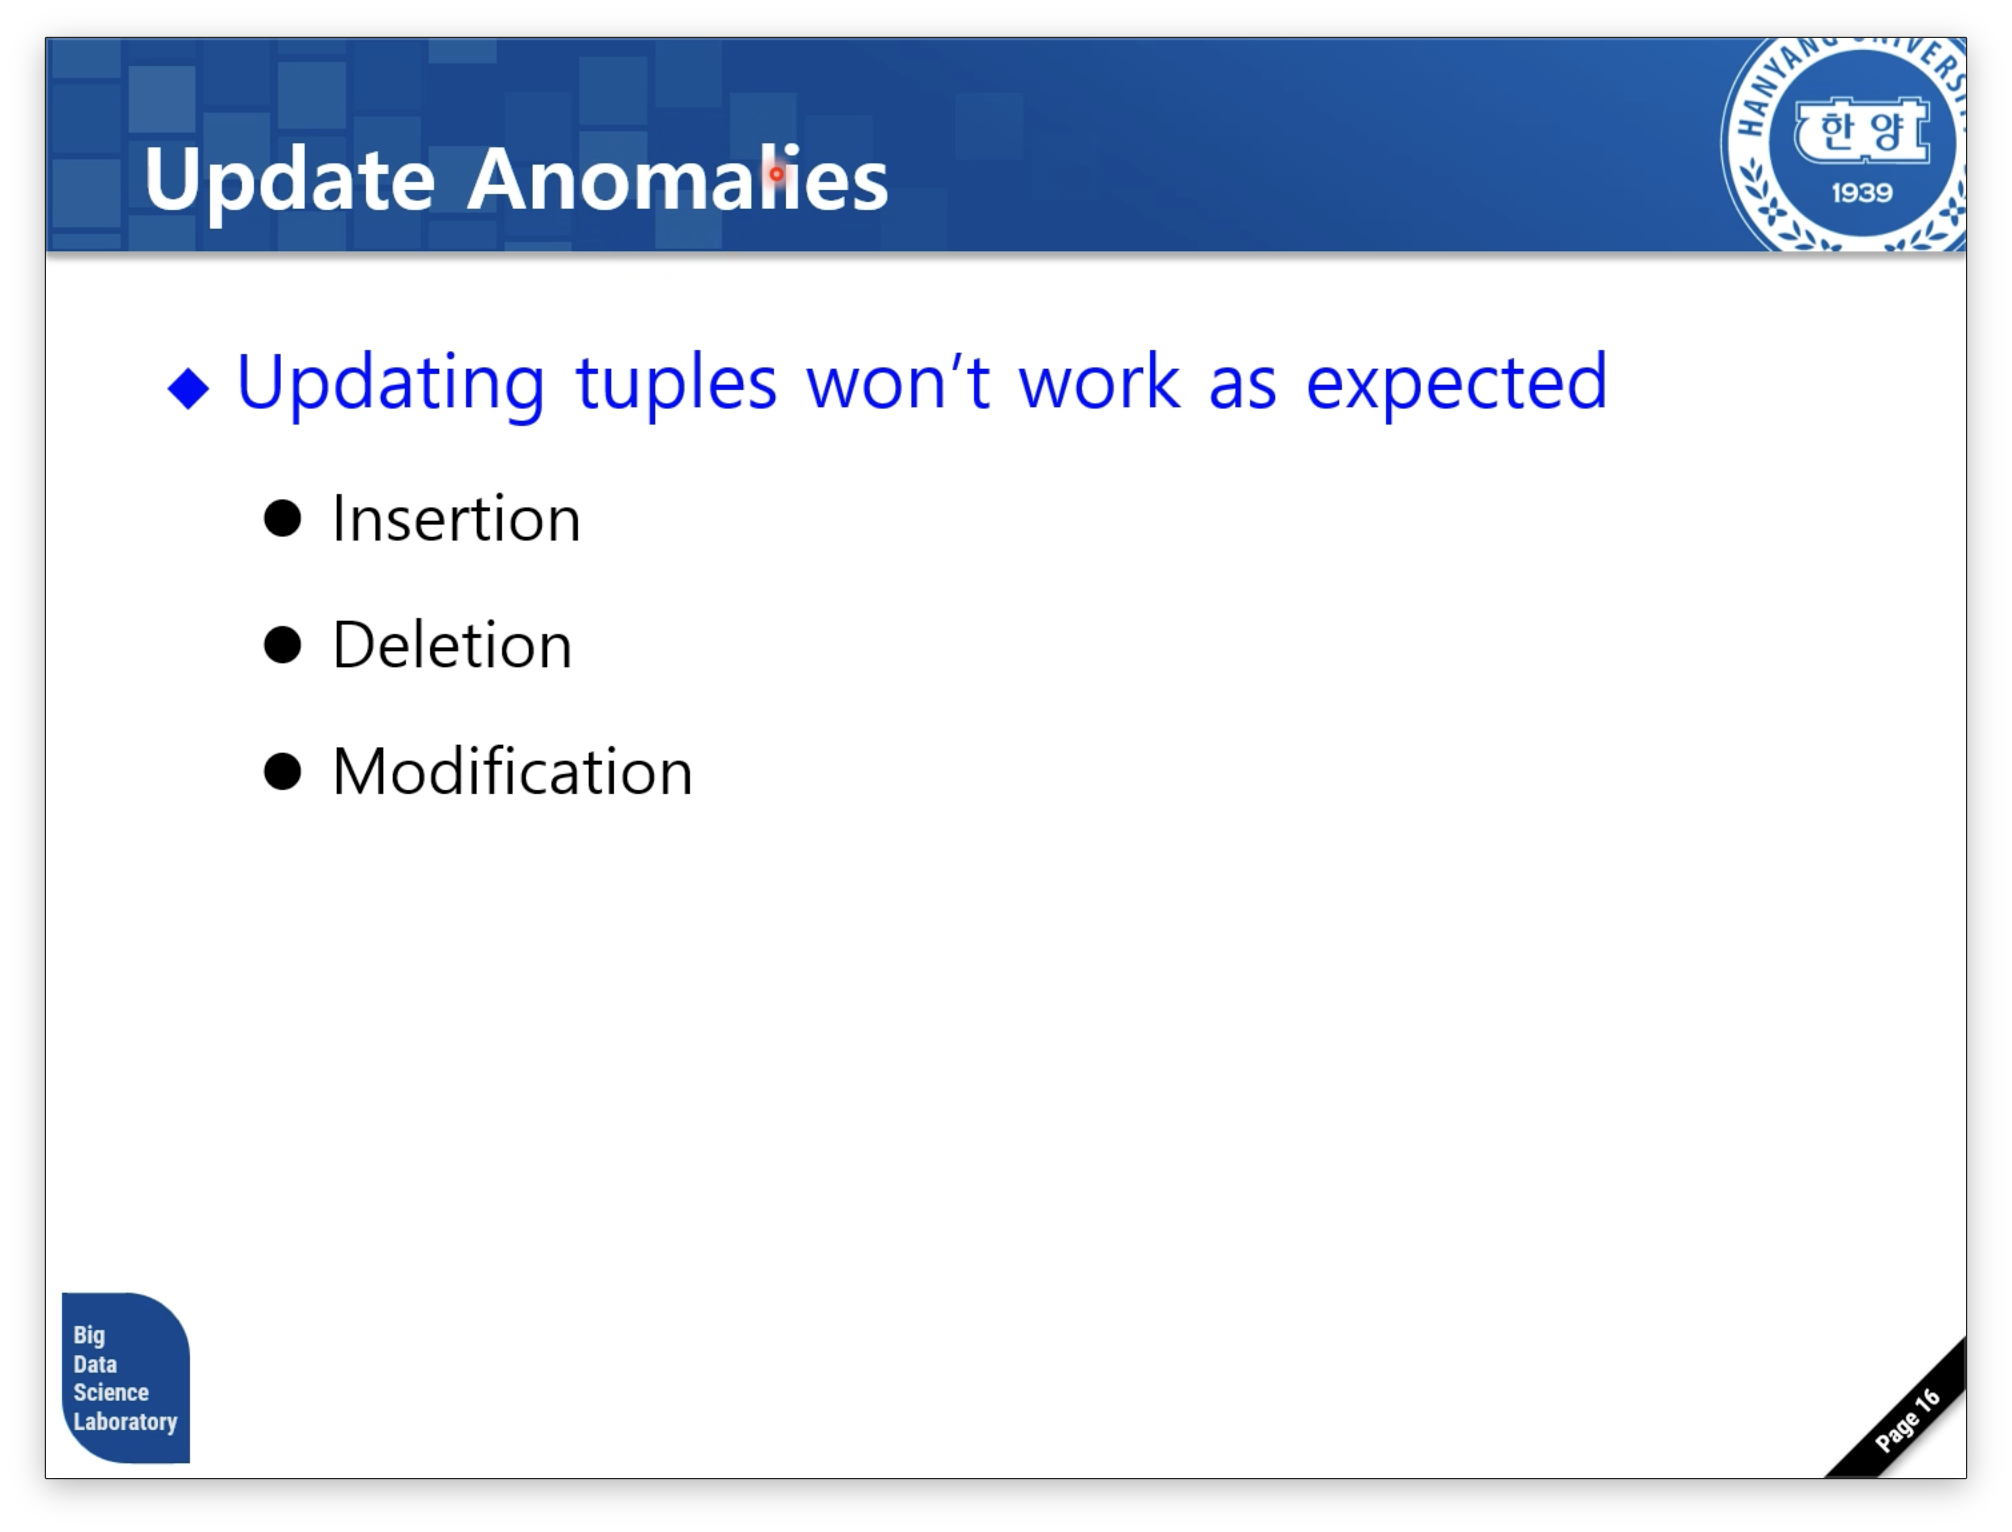 HANYANG UNIVERSIT
한양
1939
Update Anomalies
◆ Updating tuples won't work as expected
● Insertion
● Deletion
● Modification
Big
Data
Science
Laboratory
Page 16